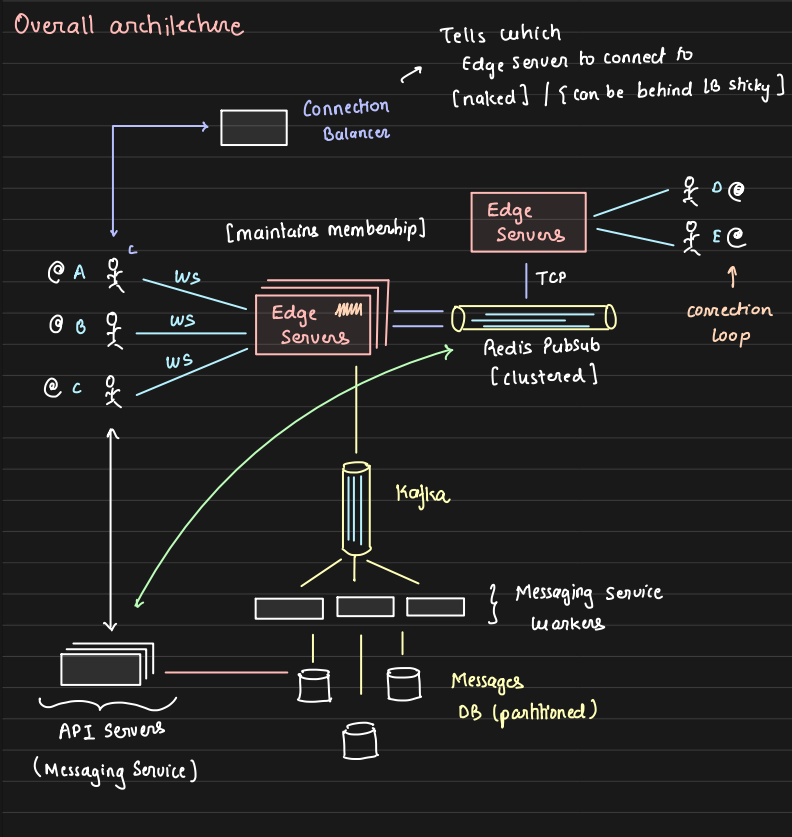 Overall architecture
Tells which
Edge server to connect to
[naked] / { can be behind LB sticky ]
Connection
Balancer
Edge
Servers
D @
E @
[maintains membership]
C
@ A
WS
@ B
WS
@ C
WS
Edge
Servers
TCP
connection
loop
Redis Pubsub
[clustered]
Kafka
Messaging Service
Workers
Messages
DB (partitioned)
API Servers
(Messaging Service)